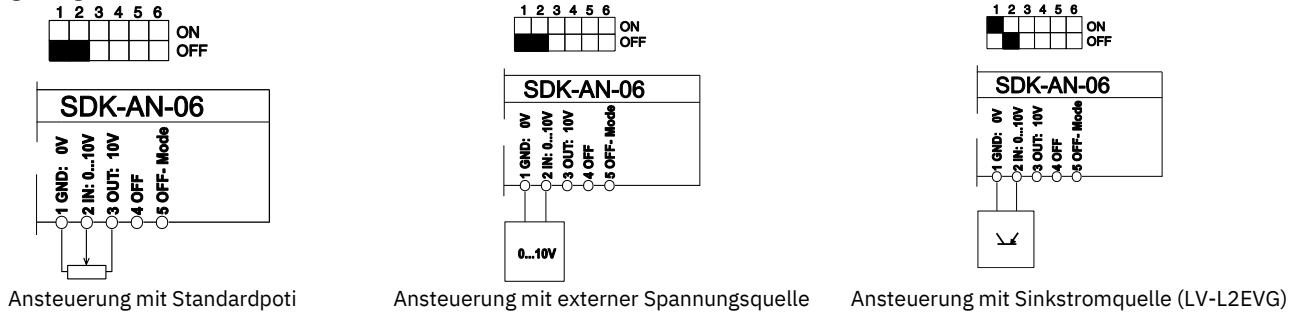 1 2 3 4 5 6
ON
OFF
SDK-AN-06
1 GND: 0V
2 IN: 0...10V
3 OUT: 10V
4 OFF
5 OFF- Mode
Ansteuerung mit Standardpoti
1 2 3 4 5 6
ON
OFF
SDK-AN-06
1 GND: 0V
2 IN: 0...10V
3 OUT: 10V
4 OFF
5 OFF- Mode
0...10V
Ansteuerung mit externer Spannungsquelle
1 2 3 4 5 6
ON
OFF
SDK-AN-06
1 GND: 0V
2 IN: 0...10V
3 OUT: 10V
4 OFF
5 OFF- Mode
Ansteuerung mit Sinkstromquelle (LV-L2EVG)